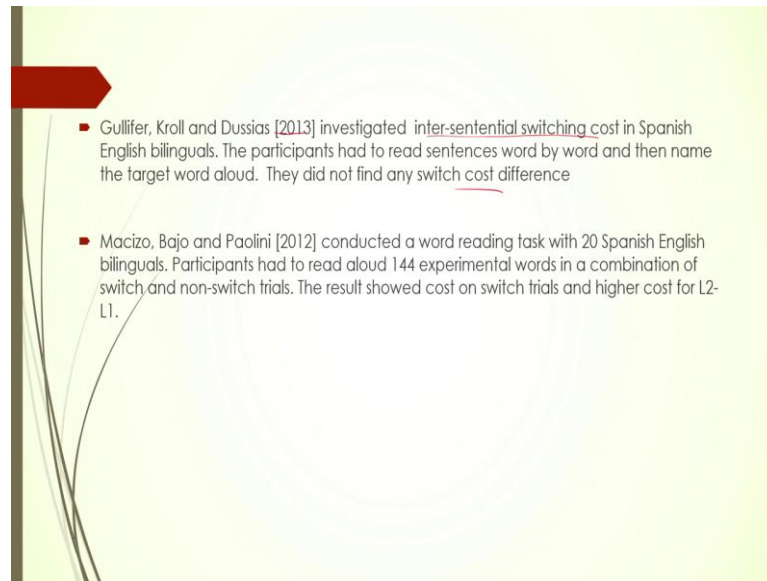 Gullifer, Kroll and Dussias [2013] investigated inter-sentential switching cost in Spanish
English bilinguals. The participants had to read sentences word by word and then name
the target word aloud. They did not find any switch cost difference
Macizo, Bajo and Paolini [2012] conducted a word reading task with 20 Spanish English
bilinguals. Participants had to read aloud 144 experimental words in a combination of
switch and non-switch trials. The result showed cost on switch trials and higher cost for L2-
L1.